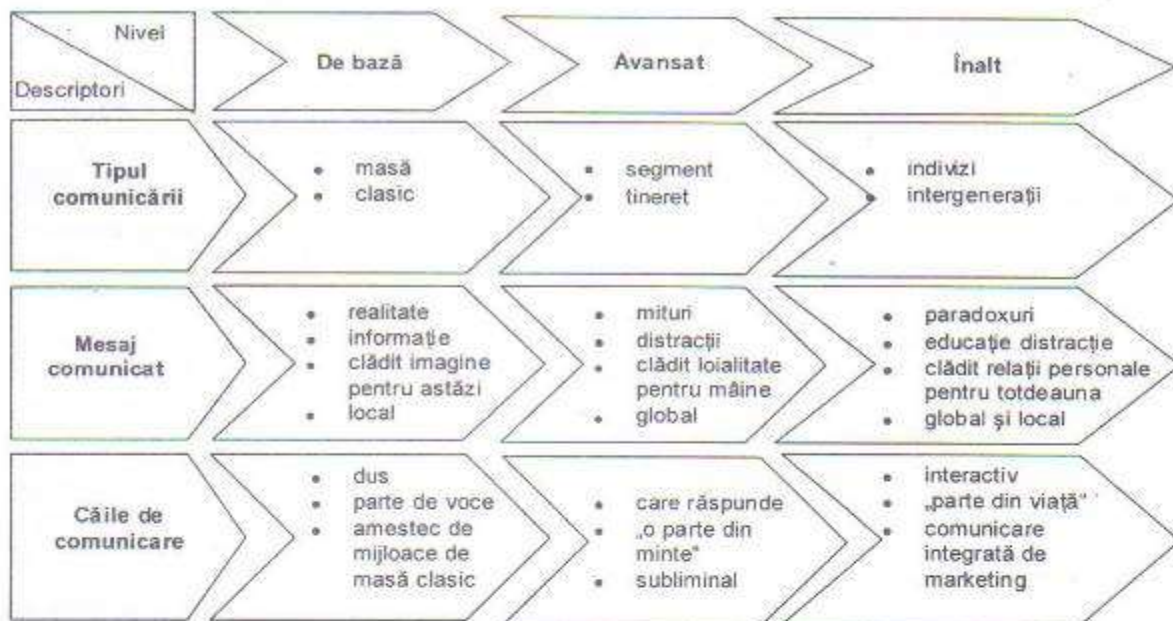 Nivel
Descriptori
De bază
Avansat
Înalt
Tipul
comunicării
• masă
• clasic
• segment
• tineret
• indivizi
• intergenerații
Mesaj
comunicat
• realitate
• informație
• clădit imagine
pentru astăzi
• local
• mituri
• distracții
• clădit loialitate
pentru mâine
• global
• paradoxuri
• educație distracție
• clădit relații personale
pentru totdeauna
• global și local
Căile de
comunicare
• dus
• parte de voce
• amestec de
mijloace de
masă clasic
• care răspunde
• „o parte din
minte“
• subliminal
• interactiv
• „parte din viață“
• comunicare
integrată de
marketing